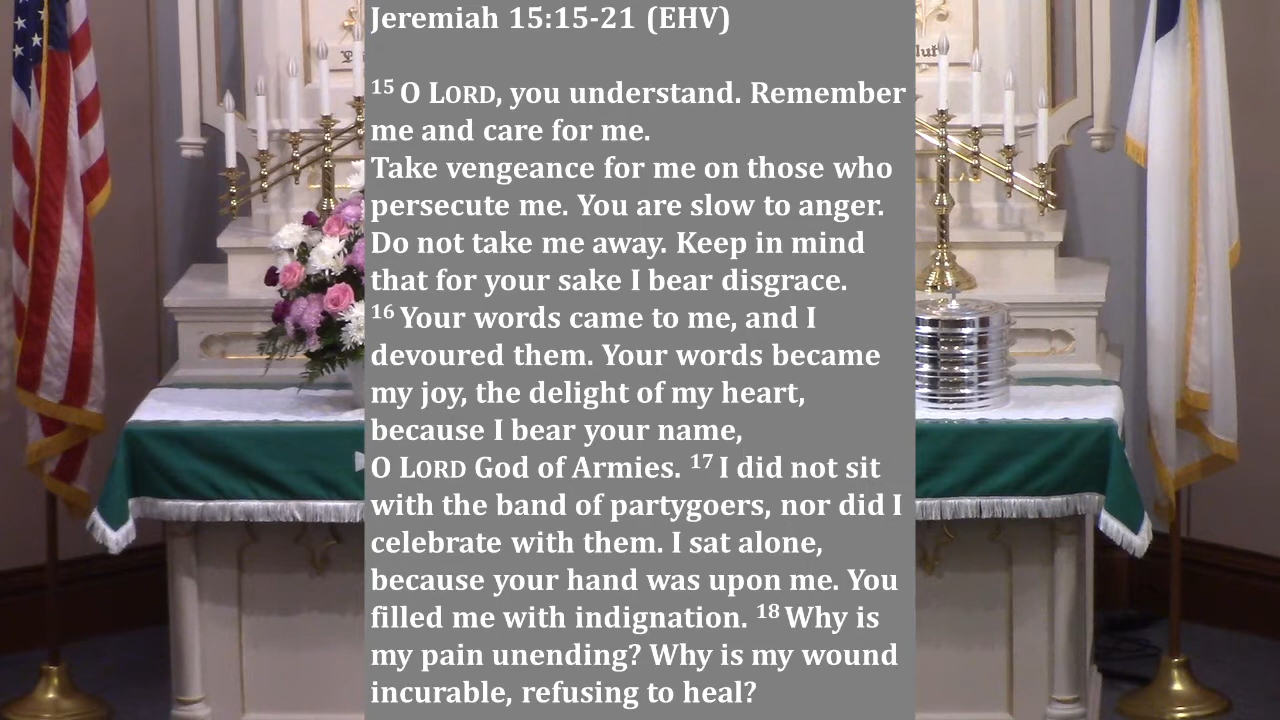 Jeremiah 15:15-21 (EHV)
15 O LORD, you understand. Remember
me and care for me.
Take vengeance for me on those who
persecute me. You are slow to anger.
Do not take me away. Keep in mind
that for your sake I bear disgrace.
16 Your words came to me, and I
devoured them. Your words became
my joy, the delight of my heart,
because I bear your name,
O LORD God of Armies. 17 I did not sit
with the band of partygoers, nor did I
celebrate with them. I sat alone,
because your hand was upon me. You
filled me with indignation. 18 Why is
my pain unending? Why is my wound
incurable, refusing to heal?